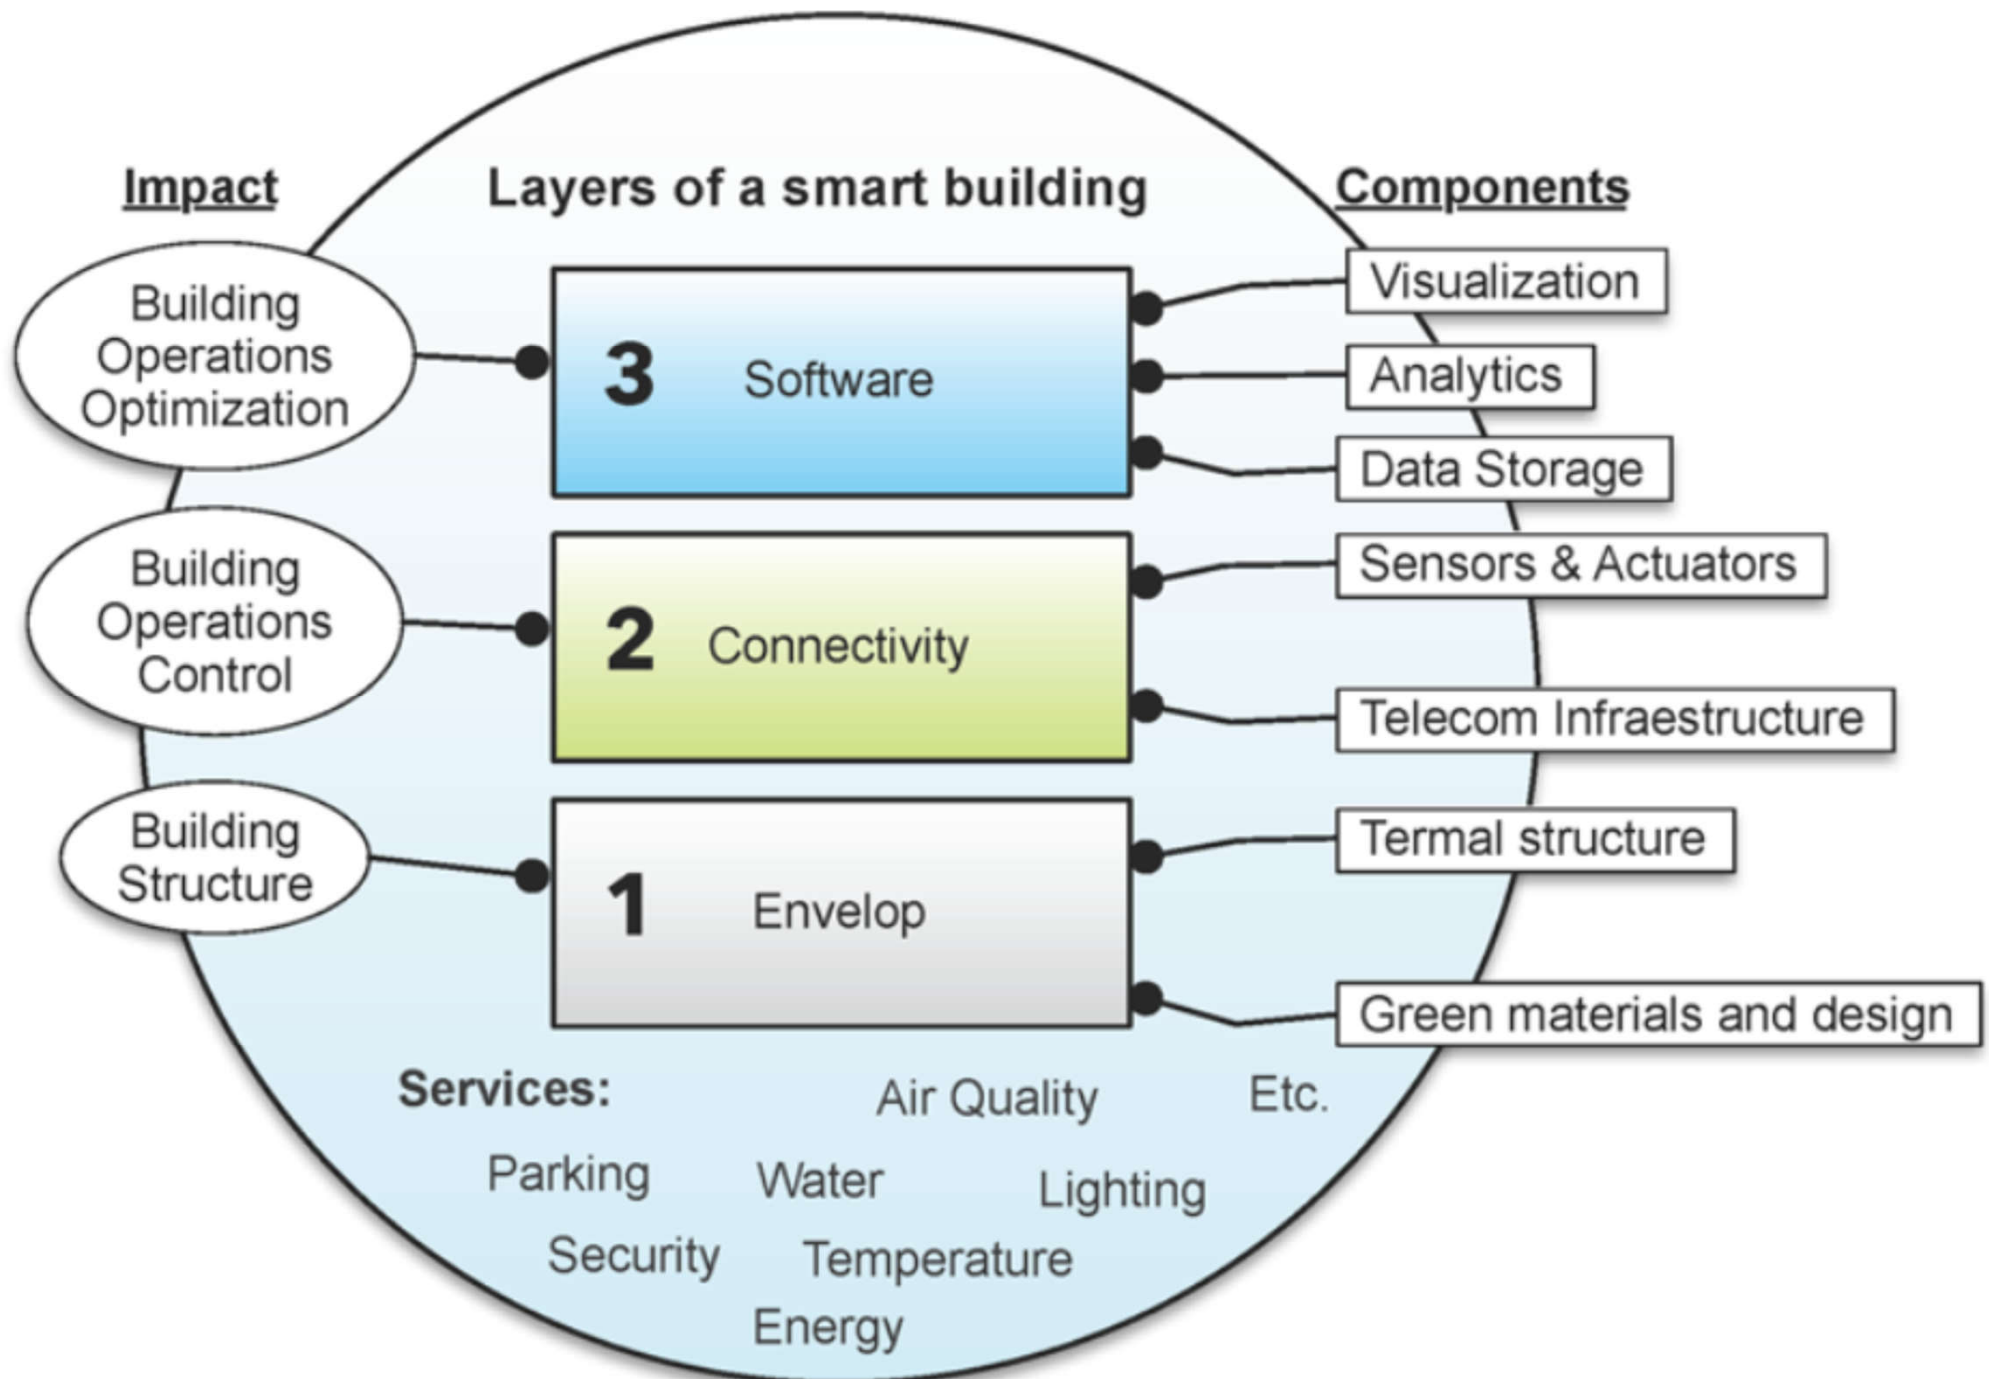 Impact
Layers of a smart building
Components
Building
Operations
Optimization
3 Software
Visualization
Analytics
Data Storage
Building
Operations
Control
2 Connectivity
Sensors & Actuators
Telecom Infraestructure
Building
Structure
1 Envelop
Termal structure
Green materials and design
Services:
Air Quality
Etc.
Parking
Water
Lighting
Security
Temperature
Energy